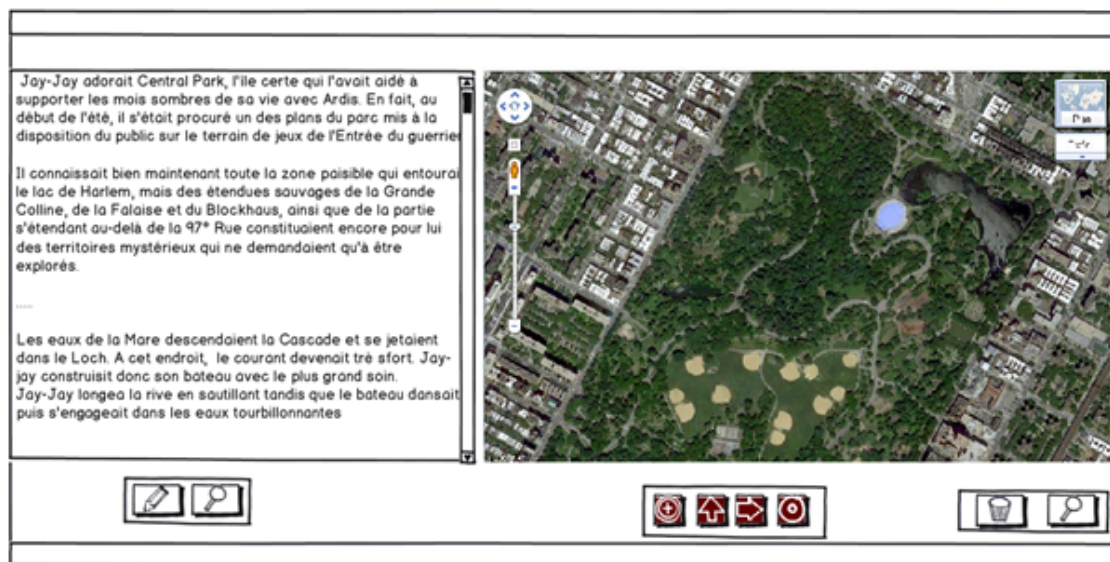 Jay-Jay adorait Central Park, l'île certe qui l'avait aidé à
supporter les mois sombres de sa vie avec Ardis. En fait, au
début de l'été, il s'était procuré un des plans du parc mis à la
disposition du public sur le terrain de jeux de l'Entrée du guerrier
Il connaissait bien maintenant toute la zone paisible qui entourai
le lac de Harlem, mais des étendues sauvages de la Grande
Colline, de la Falaise et du Blockhaus, ainsi que de la partie
s'étendant au-delà de la 97° Rue constituaient encore pour lui
des territoires mystérieux qui ne demandaient qu'à être
explorés.
.....
Les eaux de la Mare descendaient la Cascade et se jetaient
dans le Loch. A cet endroit, le courant devenait trè sfort. Jay-
jay construisit donc son bateau avec le plus grand soin.
Jay-Jay longea la rive en sautillant tandis que le bateau dansait
puis s'engageait dans les eaux tourbillonnantes